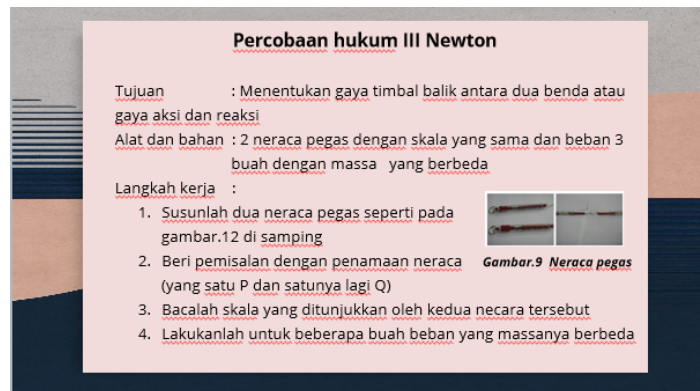 Percobaan hukum III Newton
Tujuan : Menentukan gaya timbal balik antara dua benda atau
gaya aksi dan reaksi
Alat dan bahan : 2 neraca pegas dengan skala yang sama dan beban 3
buah dengan massa yang berbeda
Langkah kerja :
1. Susunlah dua neraca pegas seperti pada
gambar.12 di samping
2. Beri pemisalan dengan penamaan neraca
(yang satu P dan satunya lagi Q)
Gambar.9 Neraca pegas
3. Bacalah skala yang ditunjukkan oleh kedua necara tersebut
4. Lakukanlah untuk beberapa buah beban yang massanya berbeda